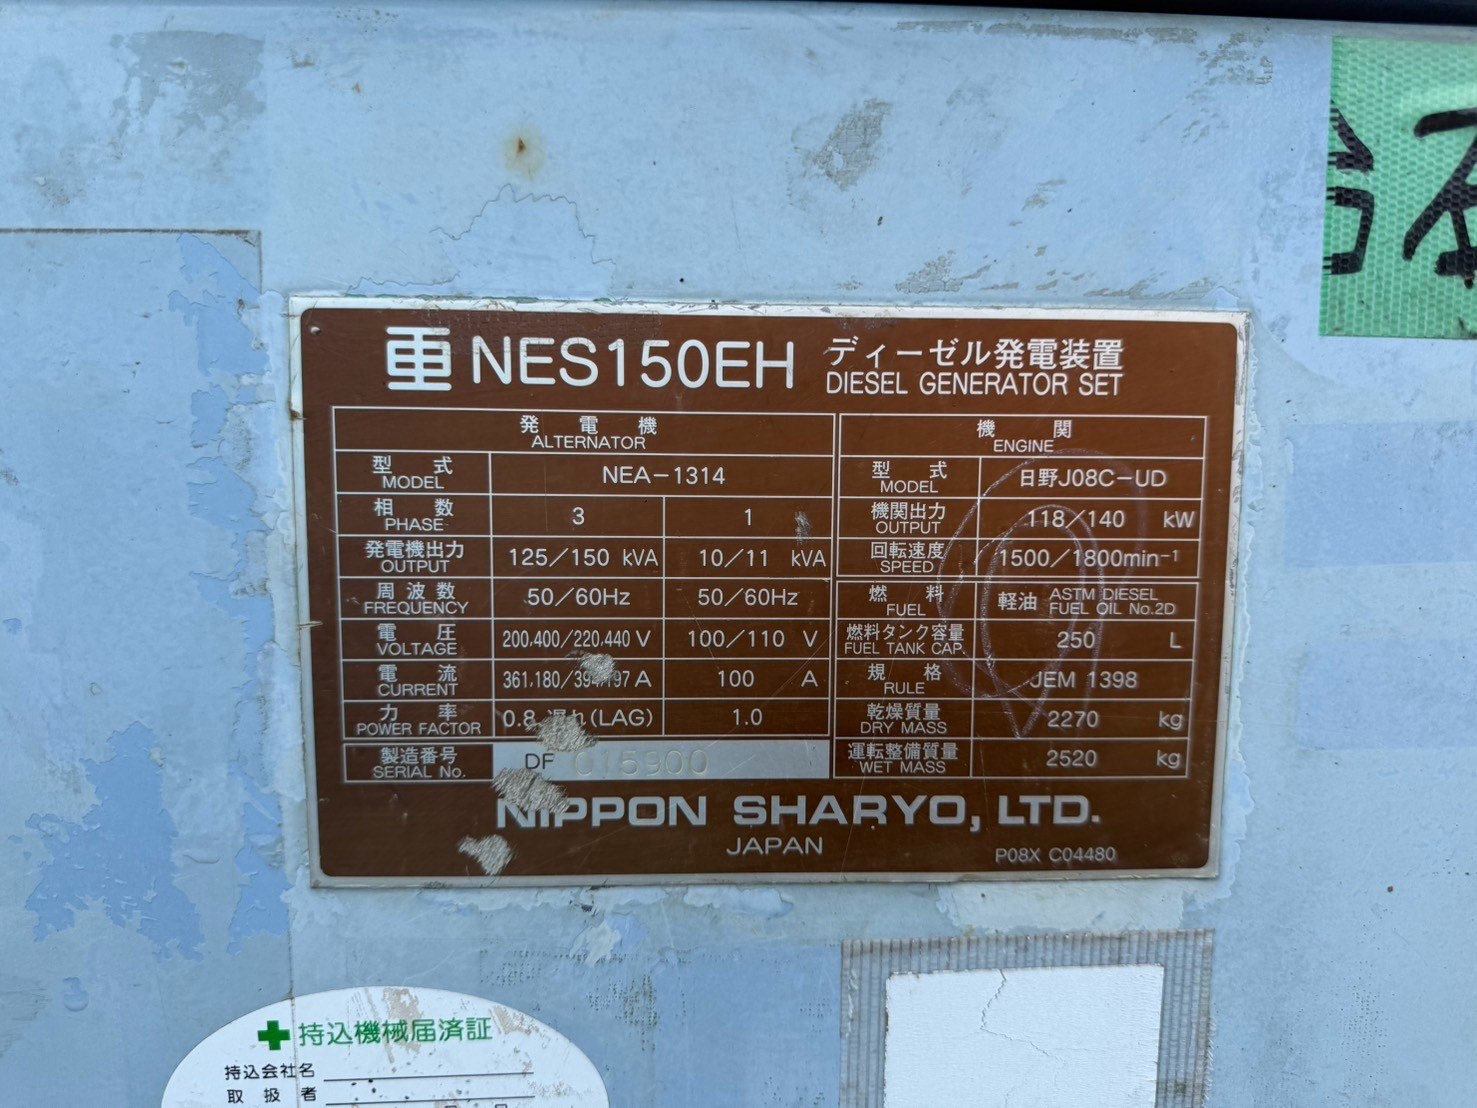 NES150EH ディーゼル発電装置
DIESEL GENERATOR SET
発電機
ALTERNATOR
型式 MODEL NEA-1314
相数 PHASE 3 1
発電機出力 OUTPUT 125/150 kVA 10/11 kVA
周波数 FREQUENCY 50/60Hz 50/60Hz
電圧 VOLTAGE 200,400/220,440 V 100/110 V
電流 CURRENT 361,180/394,197 A 100 A
力率 POWER FACTOR 0.8 (LAG) 1.0
製造番号 SERIAL No. DF
機関
ENGINE
型式 MODEL 日野J08C-UD
機関出力 OUTPUT 118/140 kW
回転速度 SPEED 1500/1800min⁻¹
燃料 FUEL 軽油 ASTM DIESEL FUEL OIL No.2D
燃料タンク容量 FUEL TANK CAP. 250 L
規格 RULE JEM 1398
乾燥質量 DRY MASS 2270 kg
運転整備質量 WET MASS 2520 kg
NIPPON SHARYO, LTD.
JAPAN
P08X C04480
持込機械届済証
持込会社名
取扱者